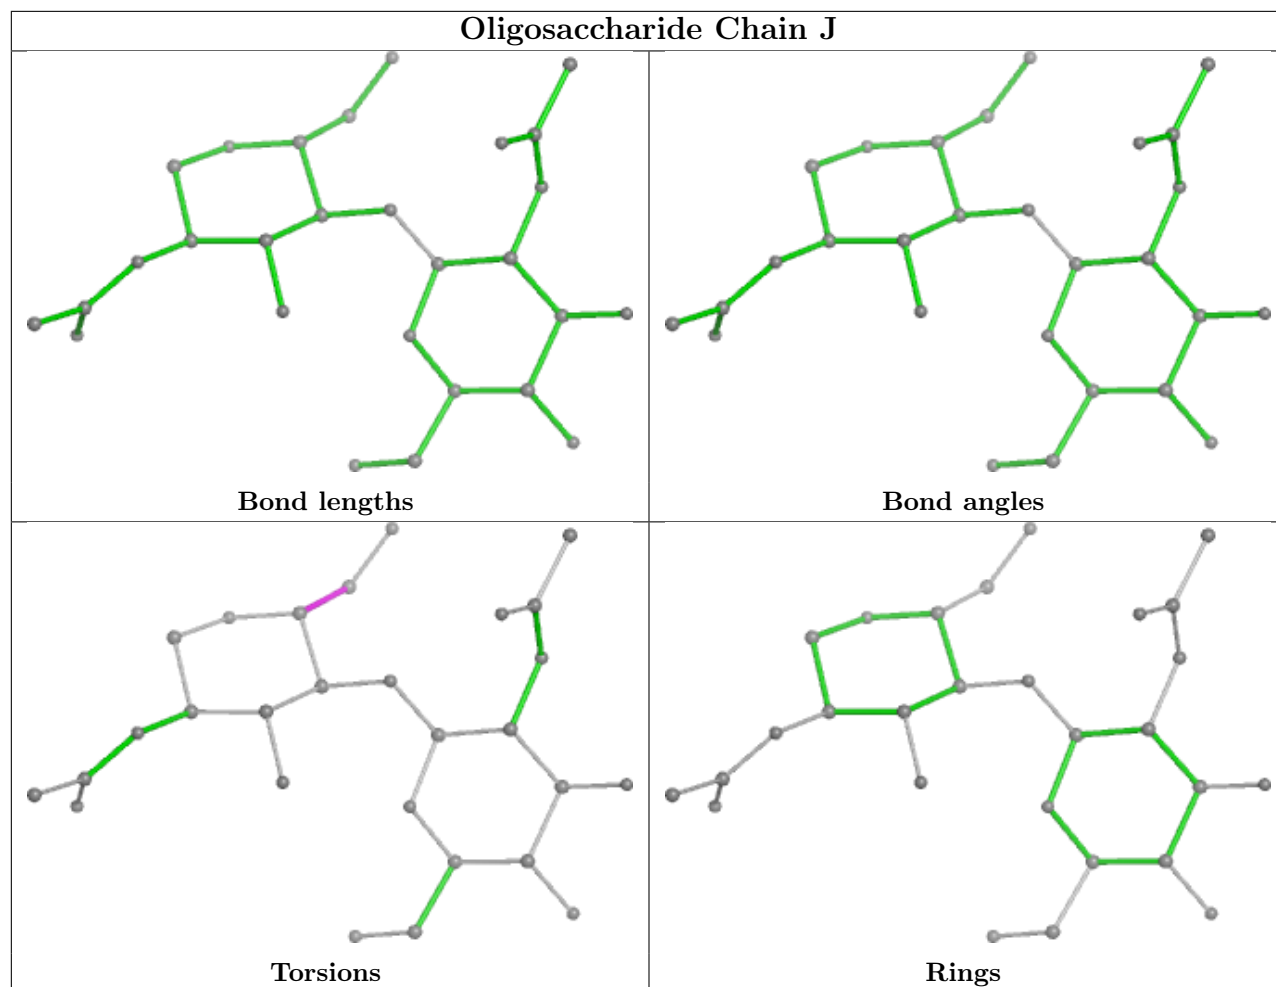 Oligosaccharide Chain J
Bond lengths
Bond angles
Torsions
Rings